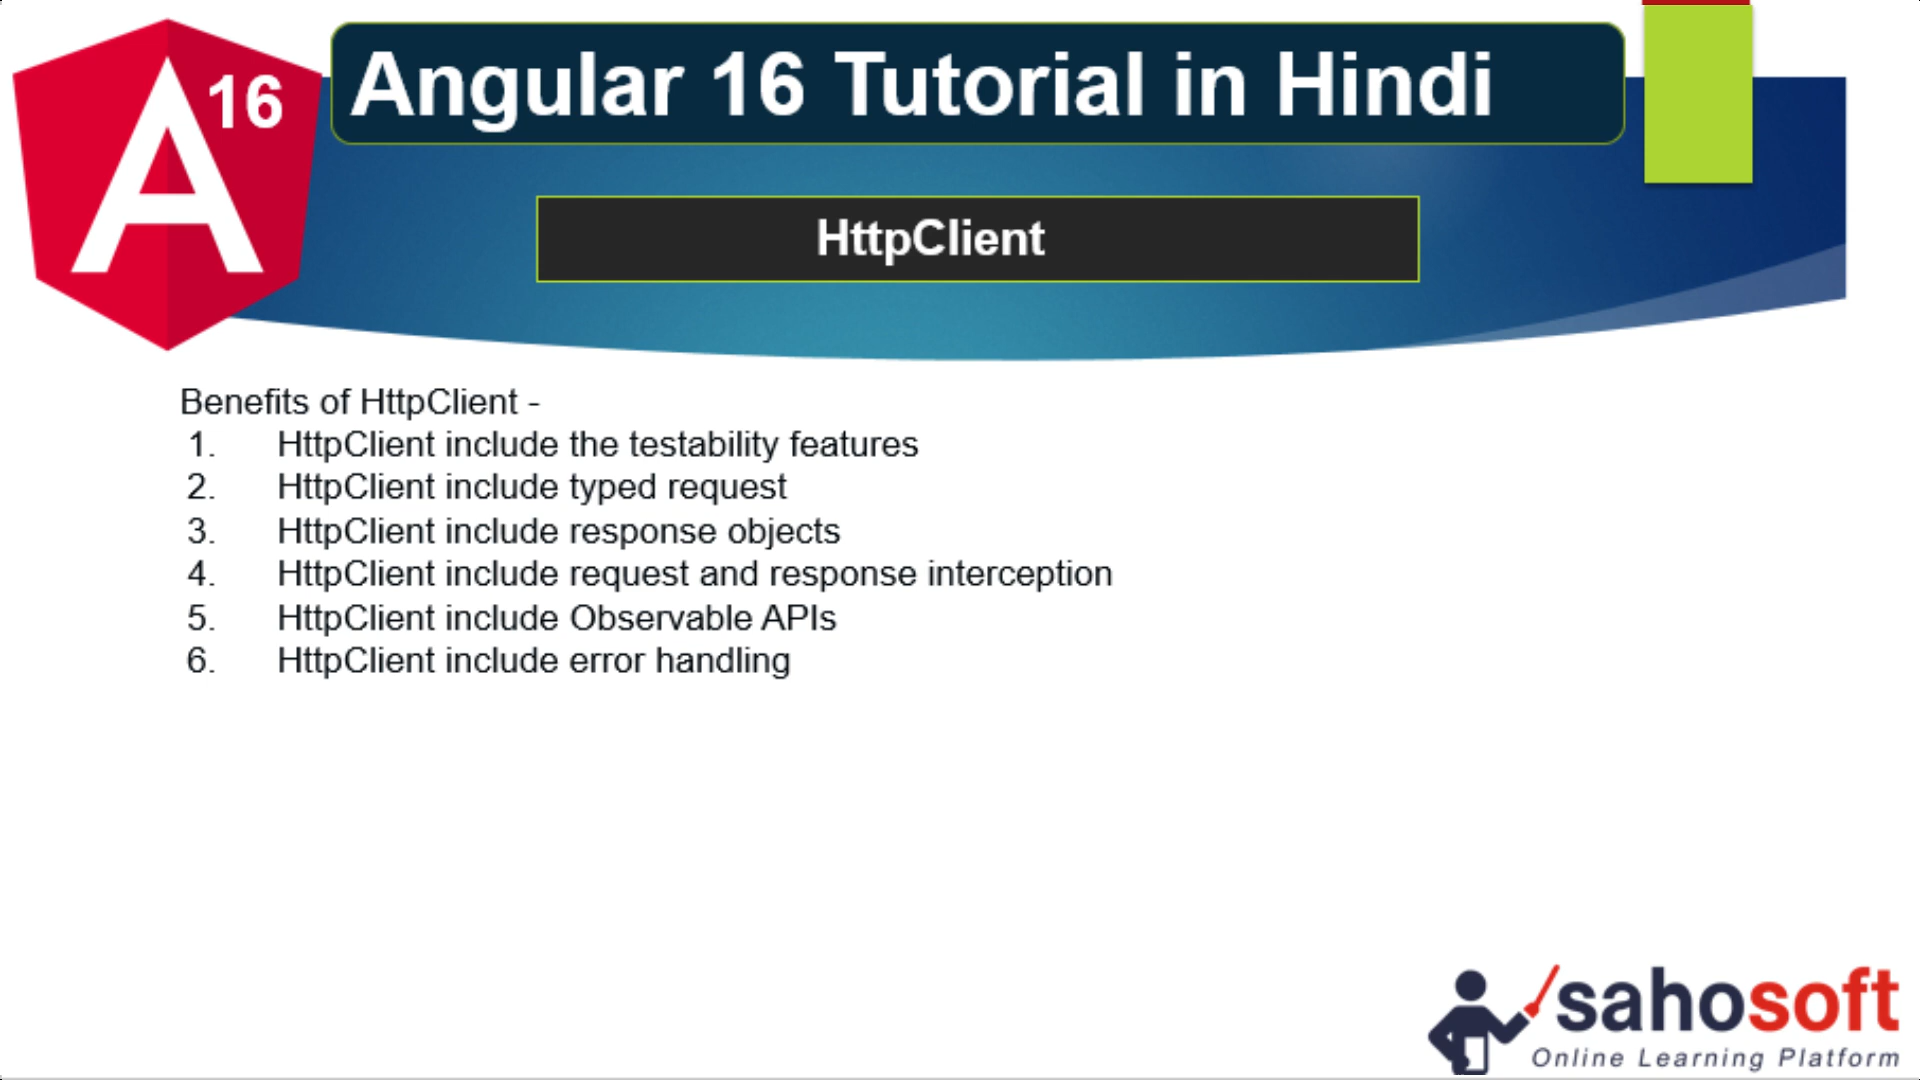 A 16
Angular 16 Tutorial in Hindi
HttpClient
Benefits of HttpClient -
1. HttpClient include the testability features
2. HttpClient include typed request
3. HttpClient include response objects
4. HttpClient include request and response interception
5. HttpClient include Observable APIs
6. HttpClient include error handling
sahosoft
Online Learning Platform